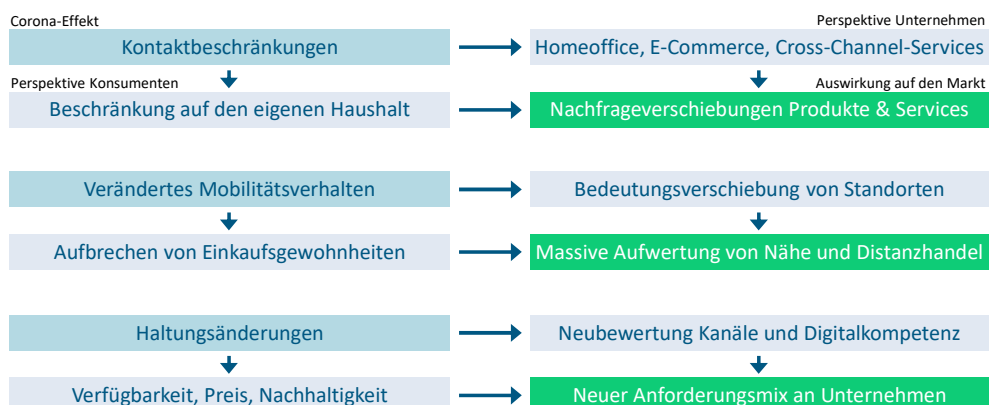 Corona-Effekt
Perspektive Unternehmen
Kontaktbeschränkungen
Homeoffice, E-Commerce, Cross-Channel-Services
Perspektive Konsumenten
Auswirkung auf den Markt
Beschränkung auf den eigenen Haushalt
Nachfrageverschiebungen Produkte & Services
Verändertes Mobilitätsverhalten
Bedeutungsverschiebung von Standorten
Aufbrechen von Einkaufsgewohnheiten
Massive Aufwertung von Nähe und Distanzhandel
Haltungsänderungen
Neubewertung Kanäle und Digitalkompetenz
Verfügbarkeit, Preis, Nachhaltigkeit
Neuer Anforderungsmix an Unternehmen